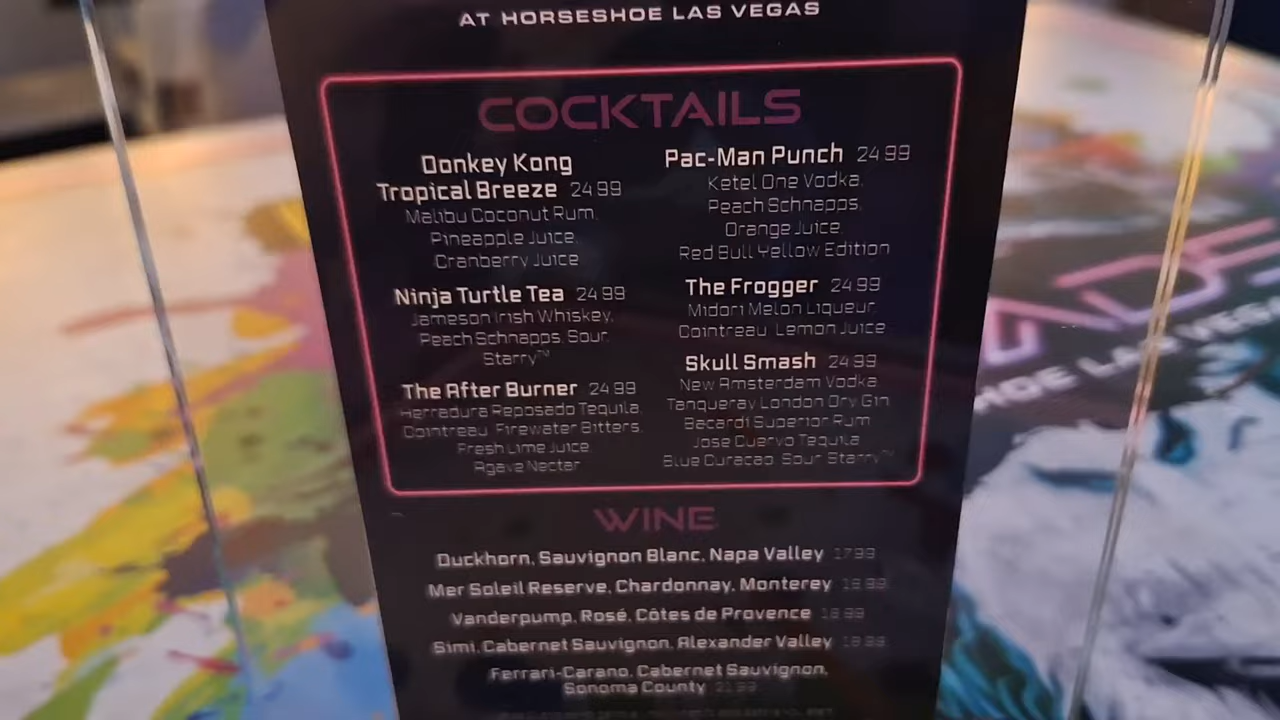 AT HORSESHOE LAS VEGAS
COCKTAILS
Donkey Kong
Tropical Breeze 24.99
Malibu Coconut Rum,
Pineapple Juice,
Cranberry Juice
Ninja Turtle Tea 24.99
Jameson Irish Whiskey,
Peach Schnapps, Sour,
Starry™
The After Burner 24.99
Herradura Reposado Tequila,
Cointreau, Firewater Bitters,
Fresh Lime Juice,
Agave Nectar
Pac-Man Punch 24.99
Ketel One Vodka,
Peach Schnapps,
Orange Juice,
Red Bull Yellow Edition
The Frogger 24.99
Midori Melon Liqueur,
Cointreau, Lemon Juice
Skull Smash 24.99
New Amsterdam Vodka
Tanqueray London Dry Gin
Bacardi Superior Rum
Jose Cuervo Tequila
Blue Curacao, Sour Starry™
WINE
Duckhorn, Sauvignon Blanc, Napa Valley 17.99
Mer Soleil Reserve, Chardonnay, Monterey
Vanderpump, Rosé, Côtes de Provence
Simi, Cabernet Sauvignon, Alexander Valley
Ferrari-Carano, Cabernet Sauvignon,
Sonoma County
LAS VEGAS